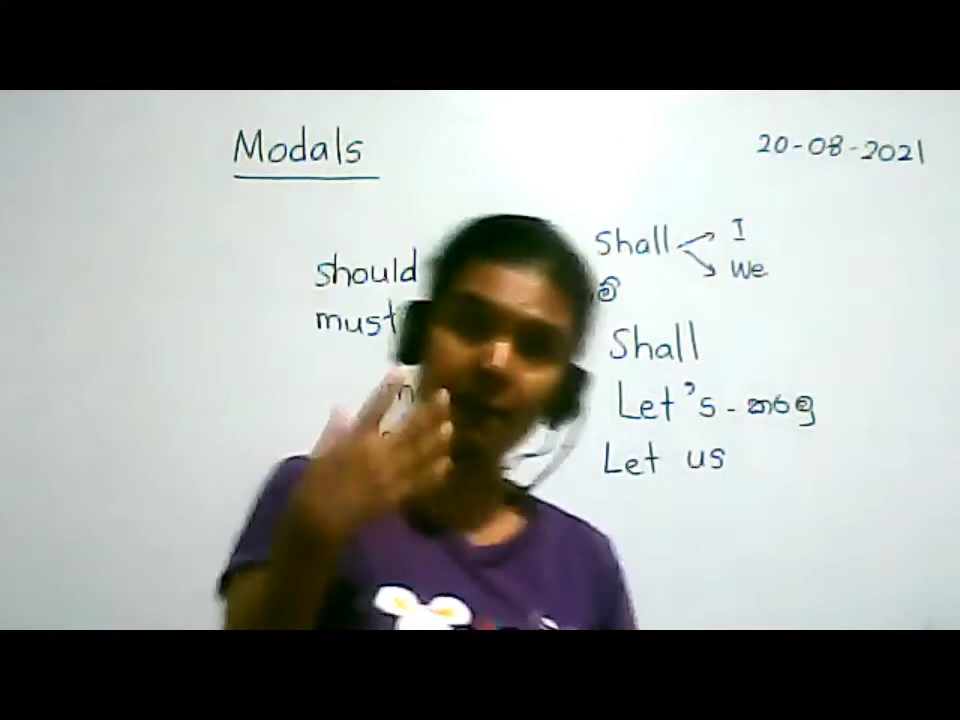 Modals
20-08-2021
should
must
Shall I
We
Shall
Let's - කරමු
Let us